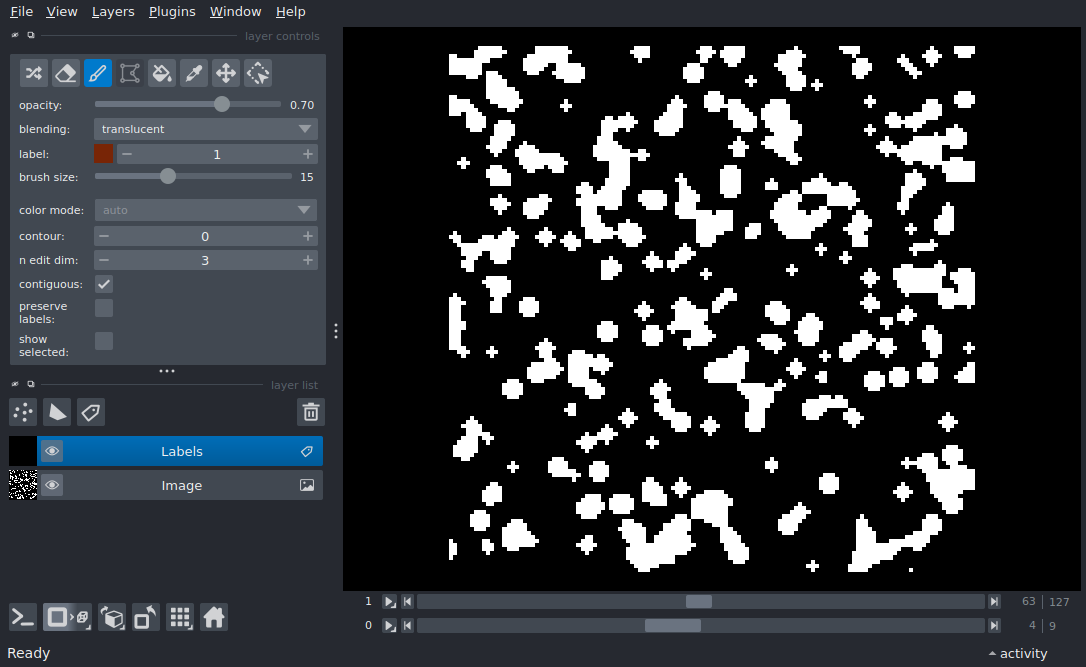 File View Layers Plugins Window Help
layer controls
opacity: 0.70
blending: translucent
label: 1
brush size: 15
color mode: auto
contour: 0
n edit dim: 3
contiguous:
preserve
labels:
show
selected:
layer list
Labels
Image
1 63 | 127
0 4 | 9
Ready activity